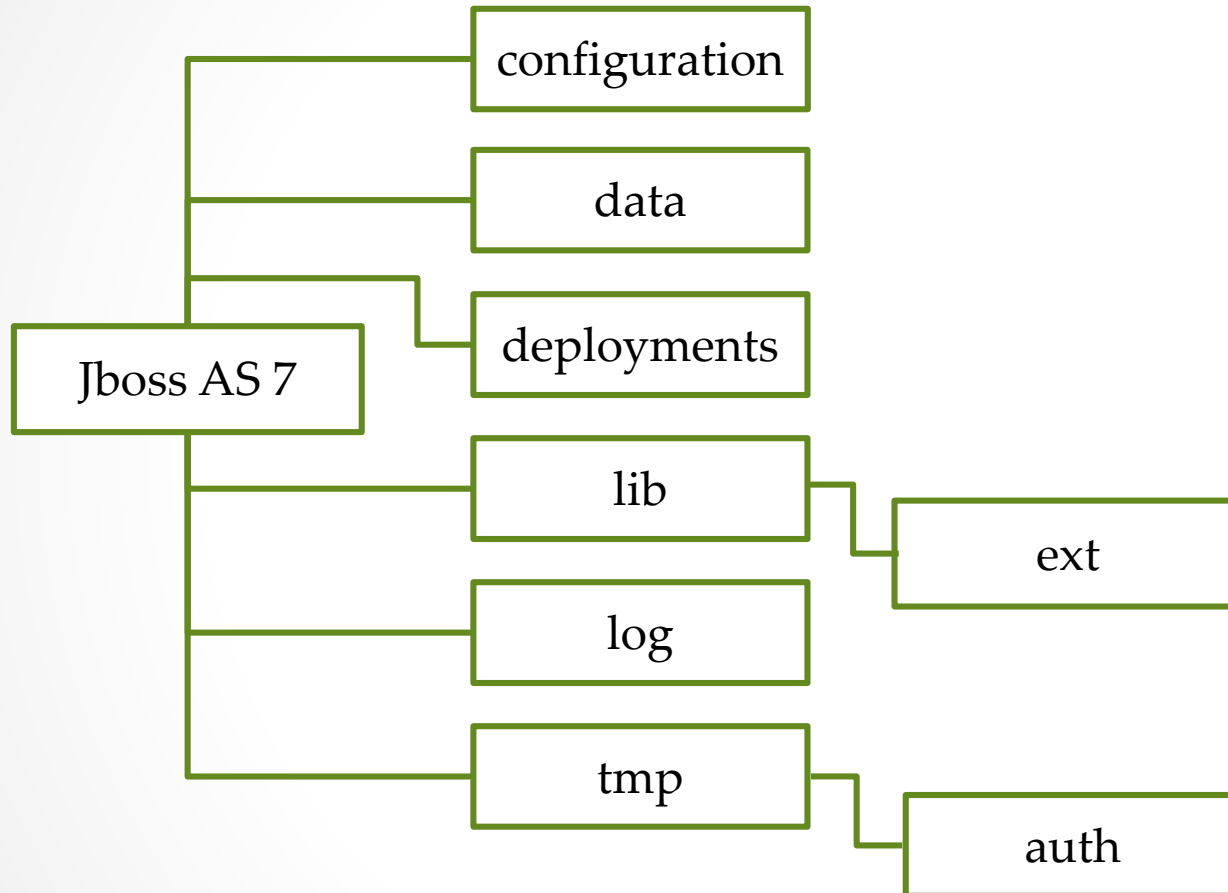 configuration
data
deployments
Jboss AS 7
lib
ext
log
tmp
auth